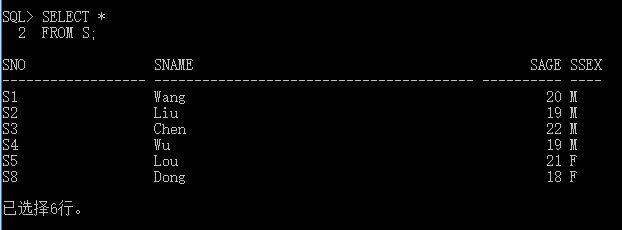 SQL> SELECT *
  2  FROM S;
SNO                SNAME                                          SAGE SSEX
------------------ ---------------------------------------- ---------- ----
S1                 Wang                                             20 M
S2                 Liu                                              19 M
S3                 Chen                                             22 M
S4                 Wu                                               19 M
S5                 Lou                                              21 F
S8                 Dong                                             18 F
已选择6行。